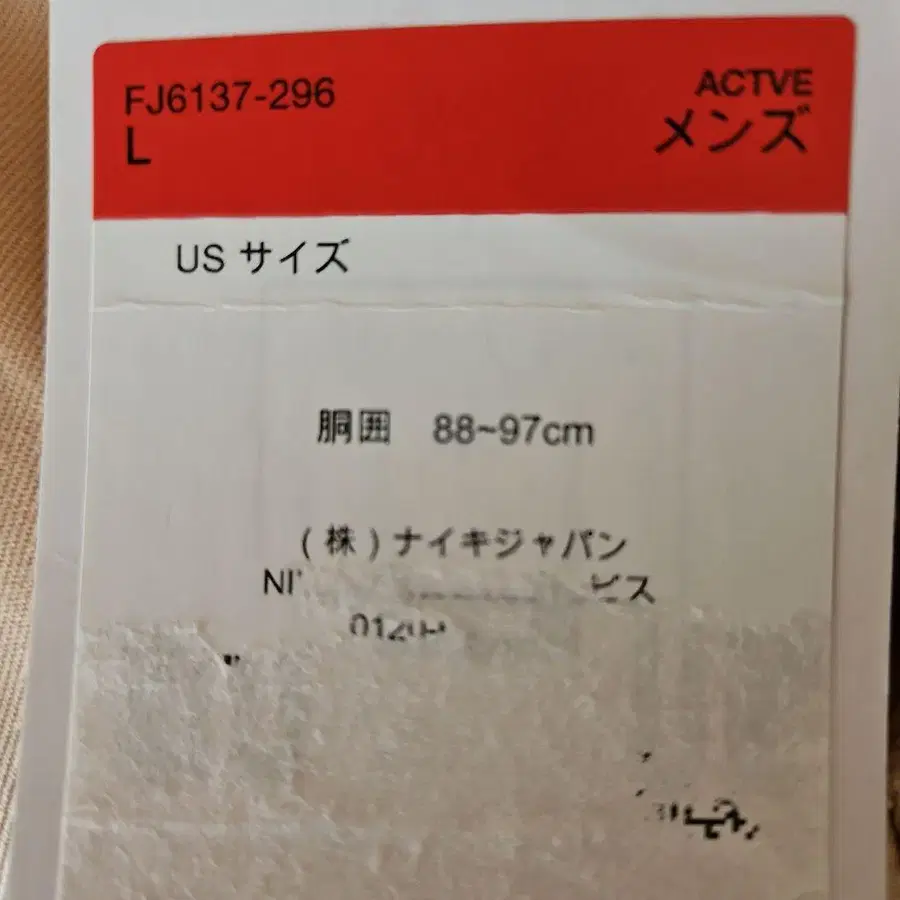 FJ6137-296
L
ACTVE
メンズ
US サイズ
胴囲 88~97cm
(株)ナイキジャパン